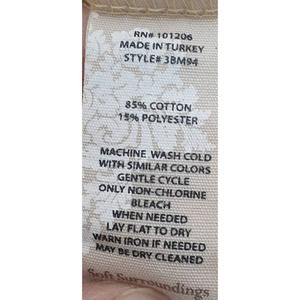 RN# 101206
MADE IN TURKEY
STYLE# 3BM94
85% COTTON
15% POLYESTER
MACHINE WASH COLD
WITH SIMILAR COLORS
GENTLE CYCLE
ONLY NON-CHLORINE
BLEACH
WHEN NEEDED
LAY FLAT TO DRY
WARN IRON IF NEEDED
MAY BE DRY CLEANED
Soft Surroundings